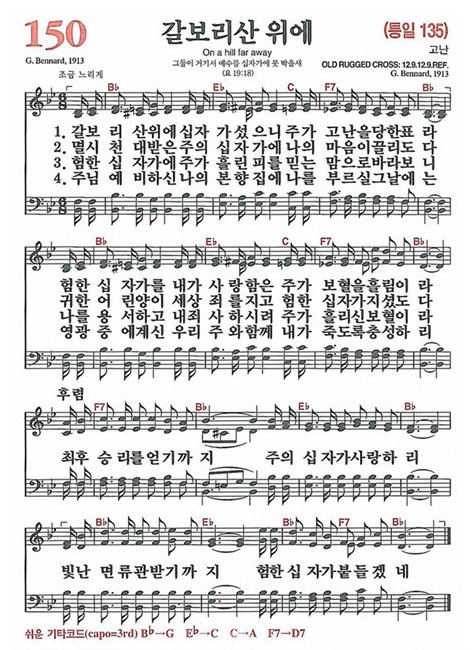 150
갈보리산 위에
(통일 135)
G. Bennard, 1913
On a hill far away
고난
조금 느리게
그들이 거기서 예수를 십자가에 못 박을새
(요 19:18)
OLD RUGGED CROSS: 12.9.12.9.REF.
G. Bennard, 1913
B♭ E♭ C F7 B♭
1. 갈보 리 산위에 십자 가 섰 으니 주가 고 난을 당한 표 라
2. 멸시 천 대받은 주의 십자 가에 나의 마음이 끌리도 다
3. 험한 십 자가에 주가 흘린 피를 믿는 맘으로 바라보 니
4. 주님 예 비하신 나의 본향 집에 나를 부르실 그날에 는
B♭ E♭ C F7 B♭
험한 십 자가를 내가 사 랑함은 주가 보혈을 흘림이 라
귀한 어 린양이 세상 죄를 지고 험한 십자가 지셨도 다
나를 용 서하고 내죄 사하시려 주가 흘리신 보혈이 라
영광 중 에계신 우리 주 와함께 내가 죽도록 충성하 리
후렴
F7 B♭ E♭ B♭
최후 승 리를 얻기까 지 주의 십 자가 사랑하 리
B♭ E♭ B♭ F7 B♭
빛난 면 류관 받기까 지 험한 십 자가 붙들겠 네
쉬운 기타코드(capo=3rd) B♭→G E♭→C C→A F7→D7